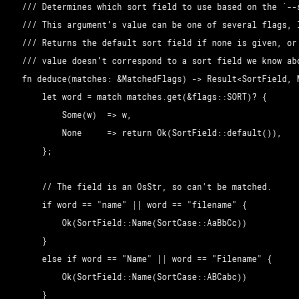 /// Determines which sort field to use based on the `--s
/// This argument's value can be one of several flags,
/// Returns the default sort field if none is given, or
/// value doesn't correspond to a sort field we know abo
fn deduce(matches: &MatchedFlags) -> Result<SortField,
let word = match matches.get(&flags::SORT)? {
Some(w) => w,
None => return Ok(SortField::default()),
};
// The field is an OsStr, so can't be matched.
if word == "name" || word == "filename" {
Ok(SortField::Name(SortCase::AaBbCc))
}
else if word == "Name" || word == "Filename" {
Ok(SortField::Name(SortCase::ABCabc))
}